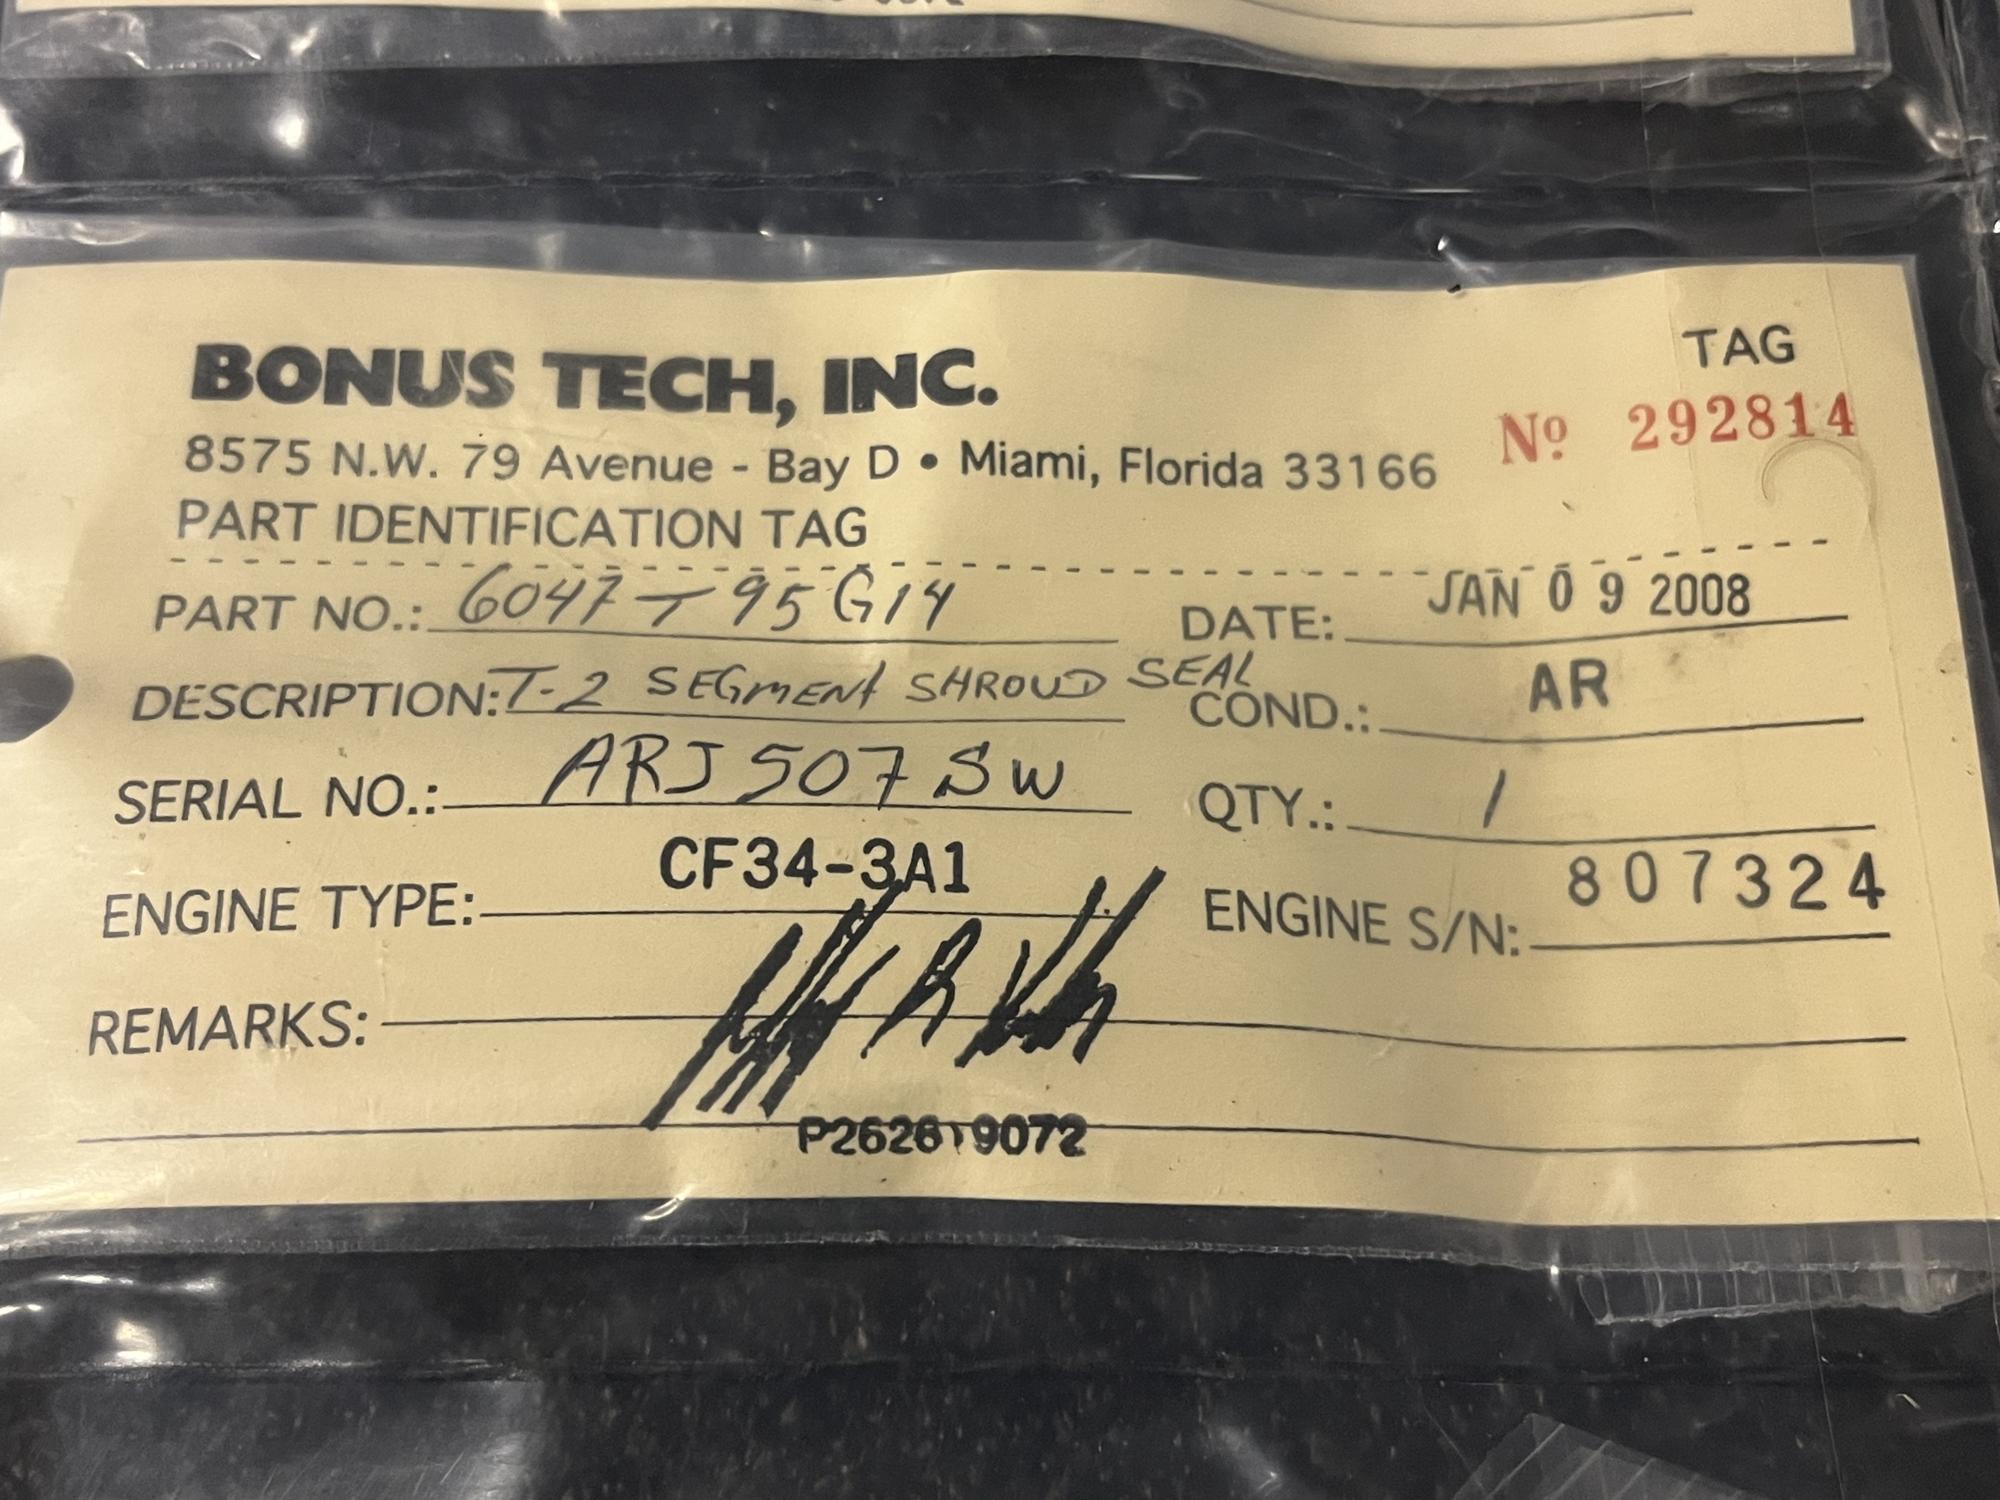 BONUS TECH, INC.
TAG
8575 N.W. 79 Avenue - Bay D • Miami, Florida 33166
Nº 292814
PART IDENTIFICATION TAG
PART NO.: 6047T95G14
DATE: JAN 09 2008
DESCRIPTION: T-2 SEGMENT SHROUD SEAL
COND.: AR
SERIAL NO.: ARJ507SW
QTY.: 1
ENGINE TYPE: CF34-3A1
ENGINE S/N: 807324
REMARKS: